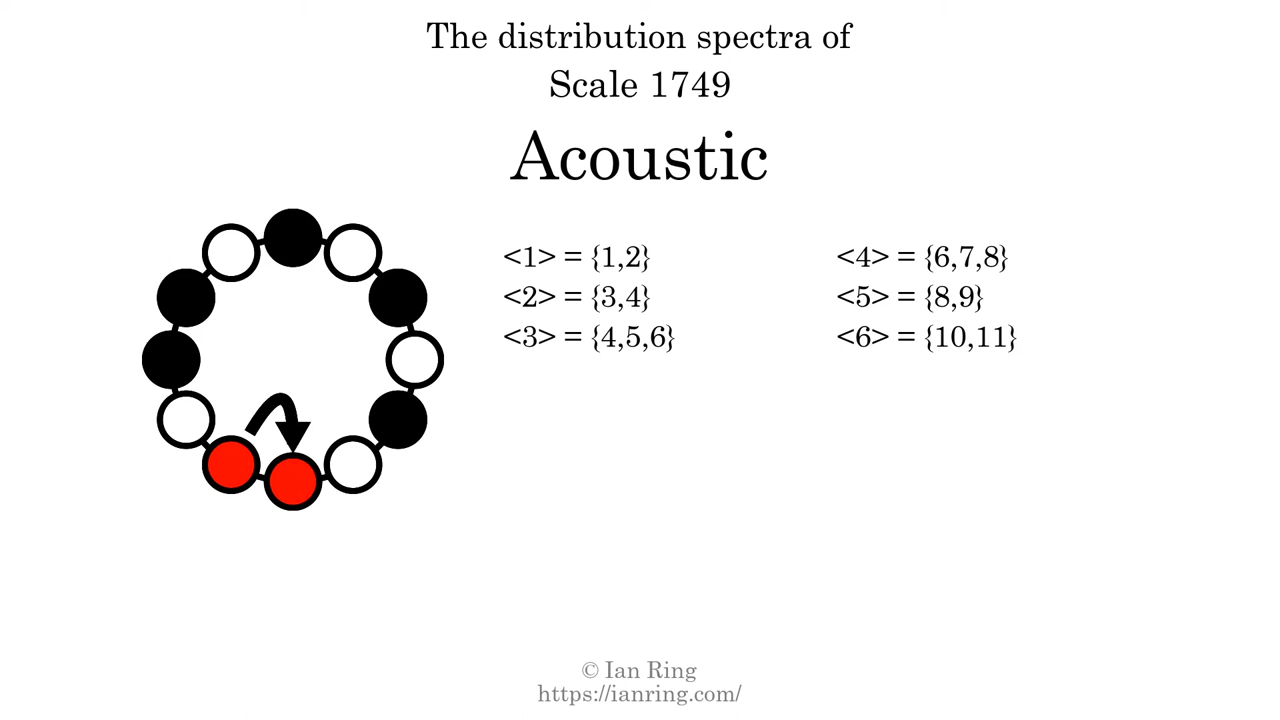 The distribution spectra of
Scale 1749
Acoustic
<1> = {1,2}
<2> = {3,4}
<3> = {4,5,6}
<4> = {6,7,8}
<5> = {8,9}
<6> = {10,11}
© Ian Ring
https://ianring.com/